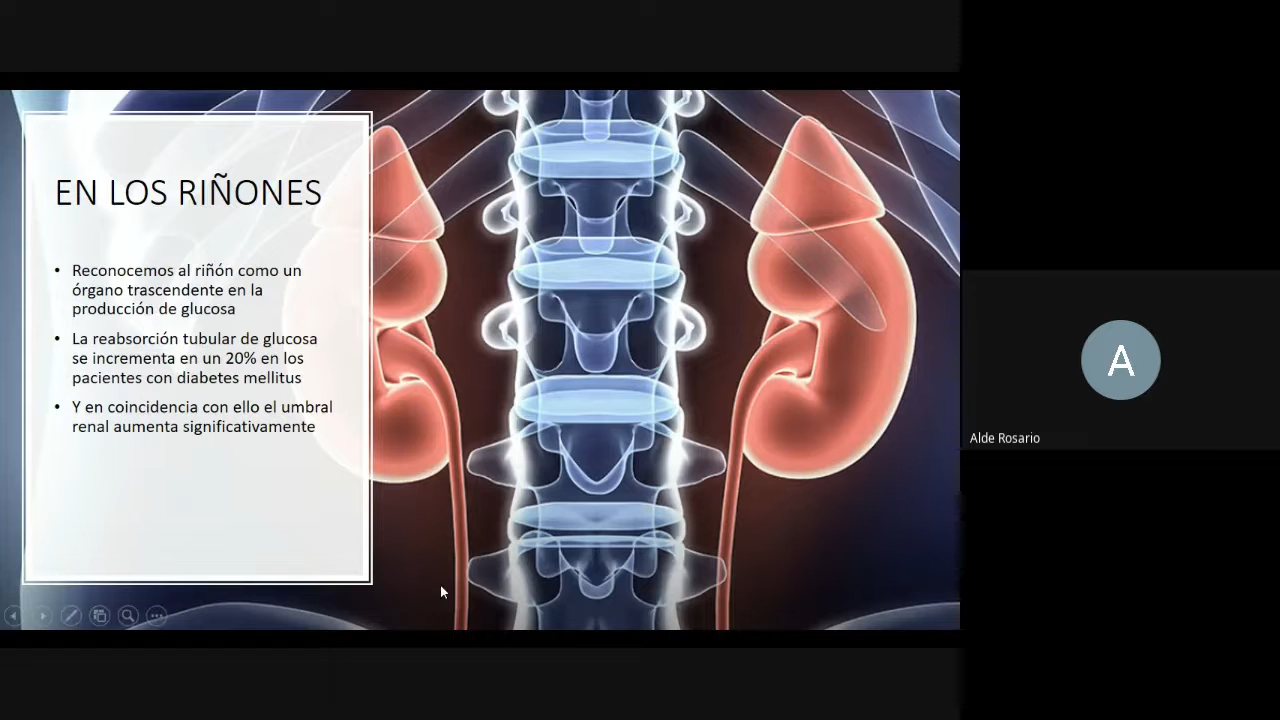 EN LOS RIÑONES
• Reconocemos al riñón como un
órgano trascendente en la
producción de glucosa
• La reabsorción tubular de glucosa
se incrementa en un 20% en los
pacientes con diabetes mellitus
• Y en coincidencia con ello el umbral
renal aumenta significativamente
A
Alde Rosario